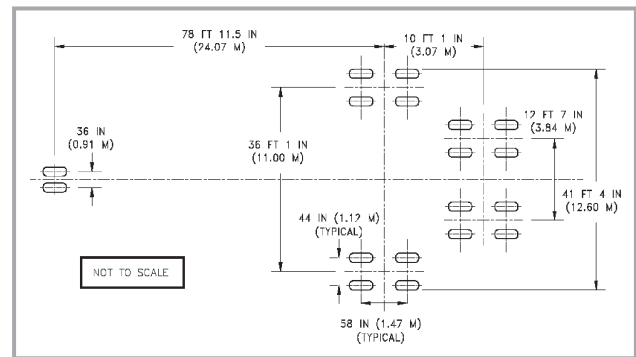 78 FT 11.5 IN
(24.07 M)
10 FT 1 IN
(3.07 M)
36 IN
(0.91 M)
36 FT 1 IN
(11.00 M)
12 FT 7 IN
(3.84 M)
41 FT 4 IN
(12.60 M)
44 IN (1.12 M)
(TYPICAL)
NOT TO SCALE
58 IN (1.47 M)
(TYPICAL)